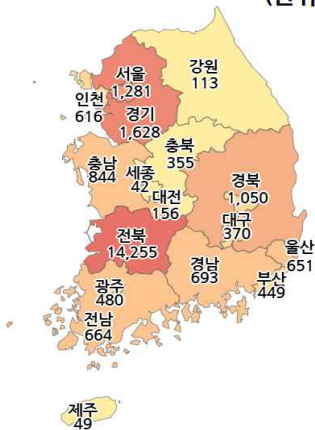 서울
1,281
강원
113
인천
616
경기
1,628
충북
355
충남
844
세종
42
대전
156
경북
1,050
대구
370
전북
14,255
경남
693
울산
651
부산
449
광주
480
전남
664
제주
49